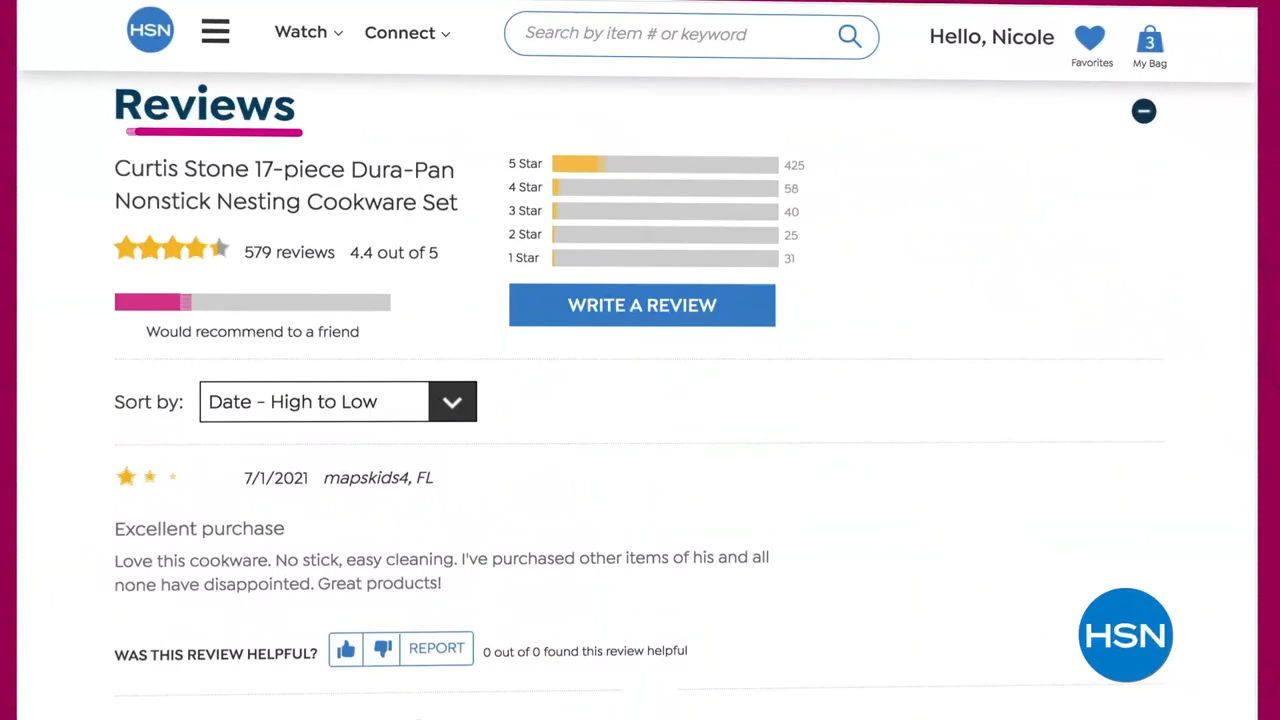 HSN
Watch
Connect
Search by item # or keyword
Hello, Nicole
Favorites
3
My Bag
Reviews
Curtis Stone 17-piece Dura-Pan
Nonstick Nesting Cookware Set
579 reviews 4.4 out of 5
Would recommend to a friend
5 Star 425
4 Star 58
3 Star 40
2 Star 25
1 Star 31
WRITE A REVIEW
Sort by: Date - High to Low
7/1/2021 mapskids4, FL
Excellent purchase
Love this cookware. No stick, easy cleaning. I've purchased other items of his and all
none have disappointed. Great products!
WAS THIS REVIEW HELPFUL? REPORT 0 out of 0 found this review helpful
HSN